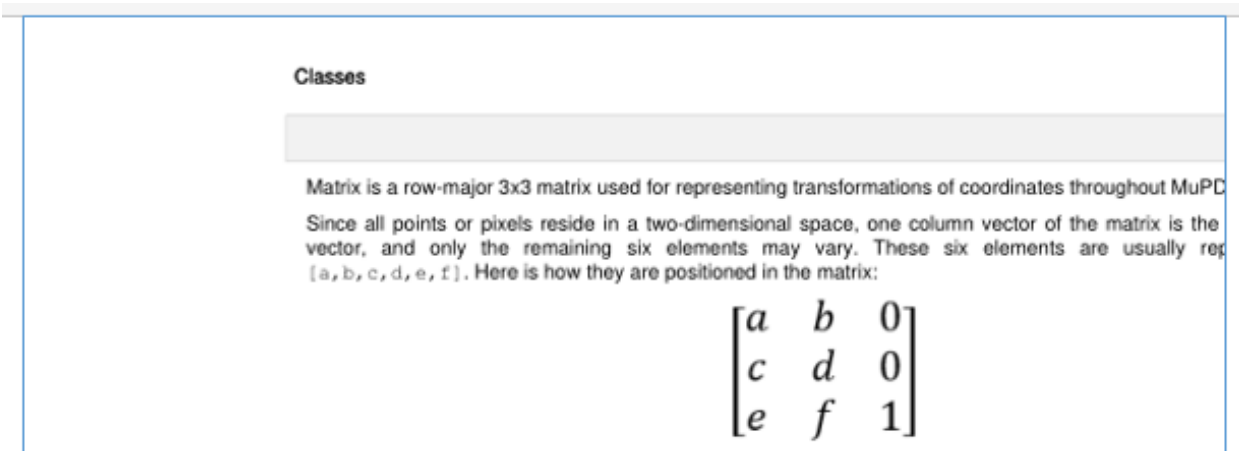 Classes
Matrix is a row-major 3x3 matrix used for representing transformations of coordinates throughout MuPD
Since all points or pixels reside in a two-dimensional space, one column vector of the matrix is the
vector, and only the remaining six elements may vary. These six elements are usually rep
[a,b,c,d,e,f]. Here is how they are positioned in the matrix:
a b 0
c d 0
e f 1